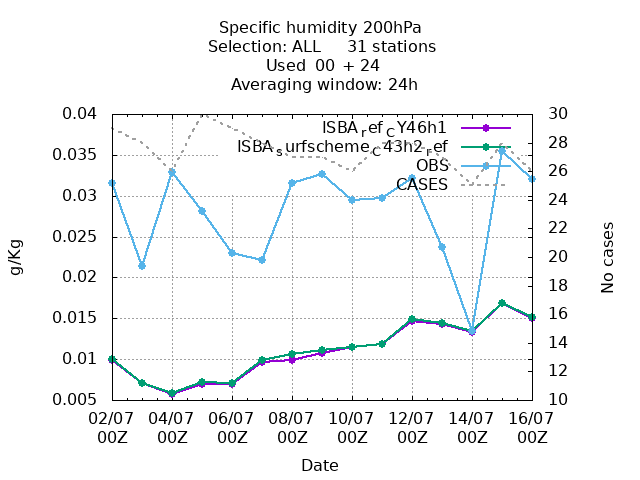 Specific humidity 200hPa
Selection: ALL 31 stations
Used 00 + 24
Averaging window: 24h
ISBA_ref_CY46h1
ISBA_surfscheme_C43h2_ref
OBS
CASES
0.04
0.035
0.03
0.025
0.02
0.015
0.01
0.005
30
28
26
24
22
20
18
16
14
12
10
g/Kg
No cases
02/07 04/07 06/07 08/07 10/07 12/07 14/07 16/07
00Z 00Z 00Z 00Z 00Z 00Z 00Z 00Z
Date